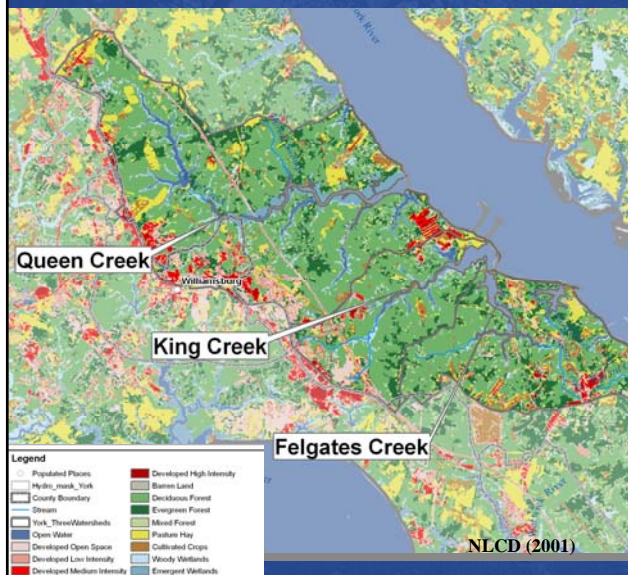 York River
Queen Creek
Williamsburg
King Creek
Felgates Creek
NLCD (2001)
Legend
Populated Places
Hydro_mask_York
County Boundary
Stream
York_ThreeWatersheds
Open Water
Developed Open Space
Developed Low Intensity
Developed Medium Intensity
Developed High Intensity
Barren Land
Deciduous Forest
Evergreen Forest
Mixed Forest
Pasture Hay
Cultivated Crops
Woody Wetlands
Emergent Wetlands